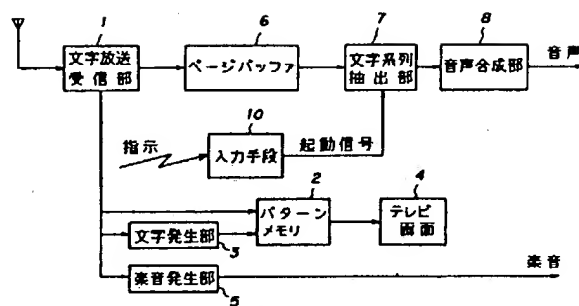 1
文字放送
受信部
6
ページバッファ
7
文字系列
抽出部
8
音声合成部
音声
指示
10
入力手段
起動信号
2
パターン
メモリ
4
テレビ
画面
文字発生部
3
楽音発生部
5
楽音